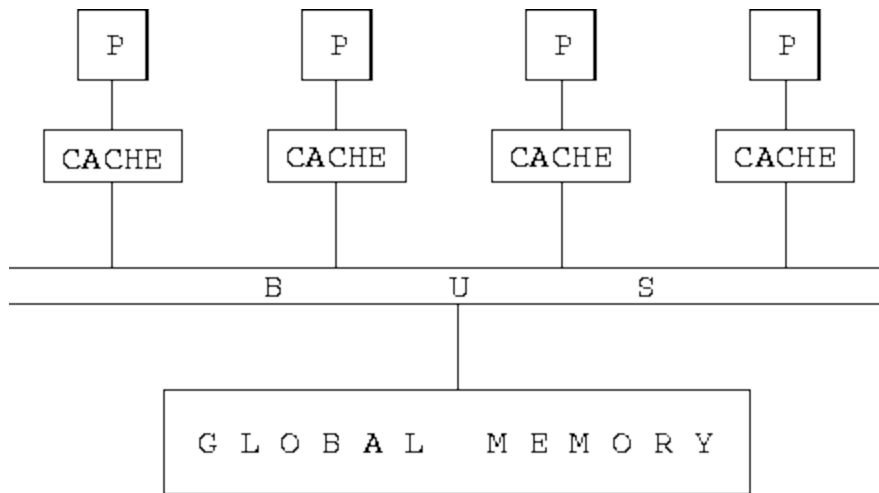 P P P P
CACHE CACHE CACHE CACHE
B U S
G L O B A L M E M O R Y